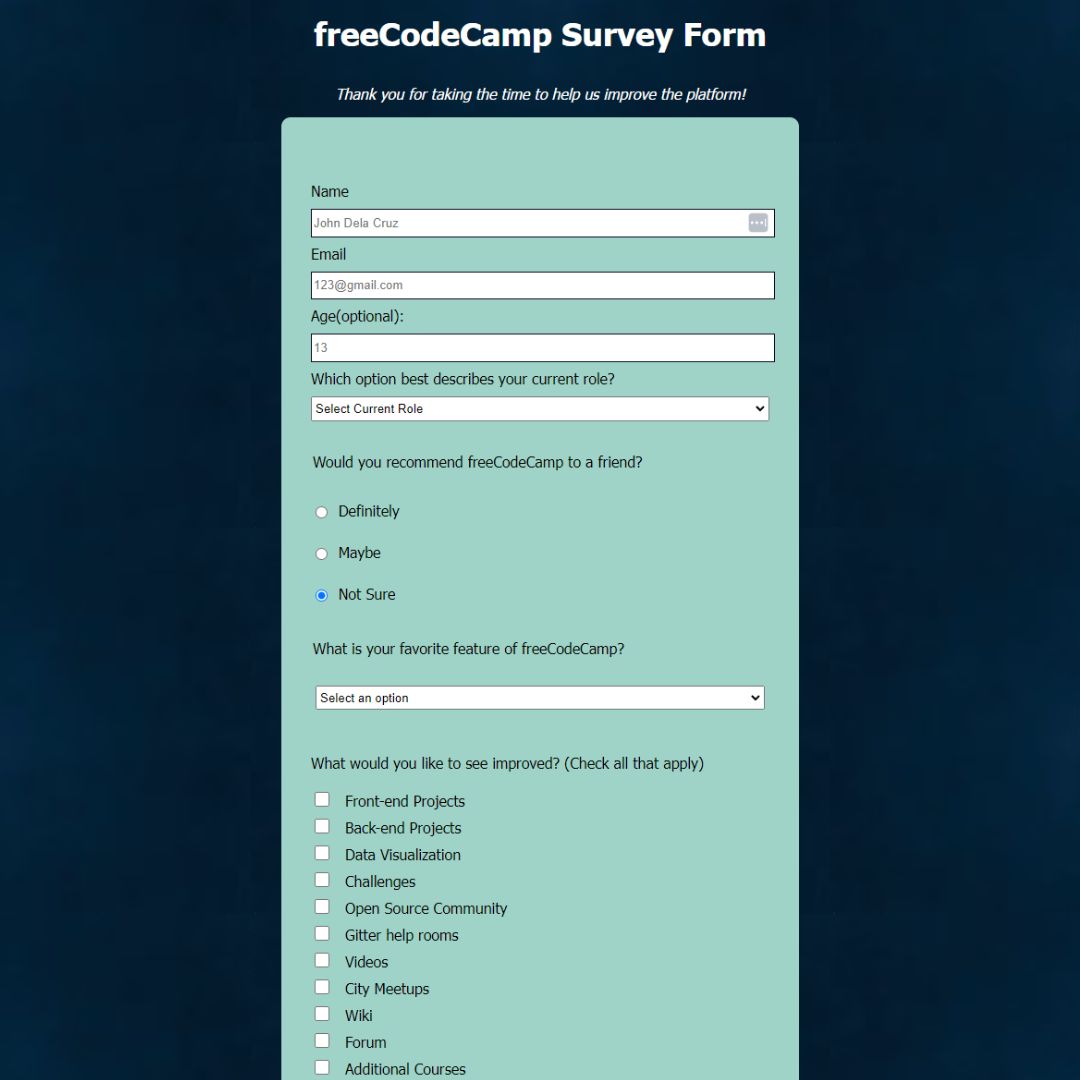 freeCodeCamp Survey Form
Thank you for taking the time to help us improve the platform!
Name
John Dela Cruz
Email
123@gmail.com
Age(optional):
13
Which option best describes your current role?
Select Current Role
Would you recommend freeCodeCamp to a friend?
Definitely
Maybe
Not Sure
What is your favorite feature of freeCodeCamp?
Select an option
What would you like to see improved? (Check all that apply)
Front-end Projects
Back-end Projects
Data Visualization
Challenges
Open Source Community
Gitter help rooms
Videos
City Meetups
Wiki
Forum
Additional Courses